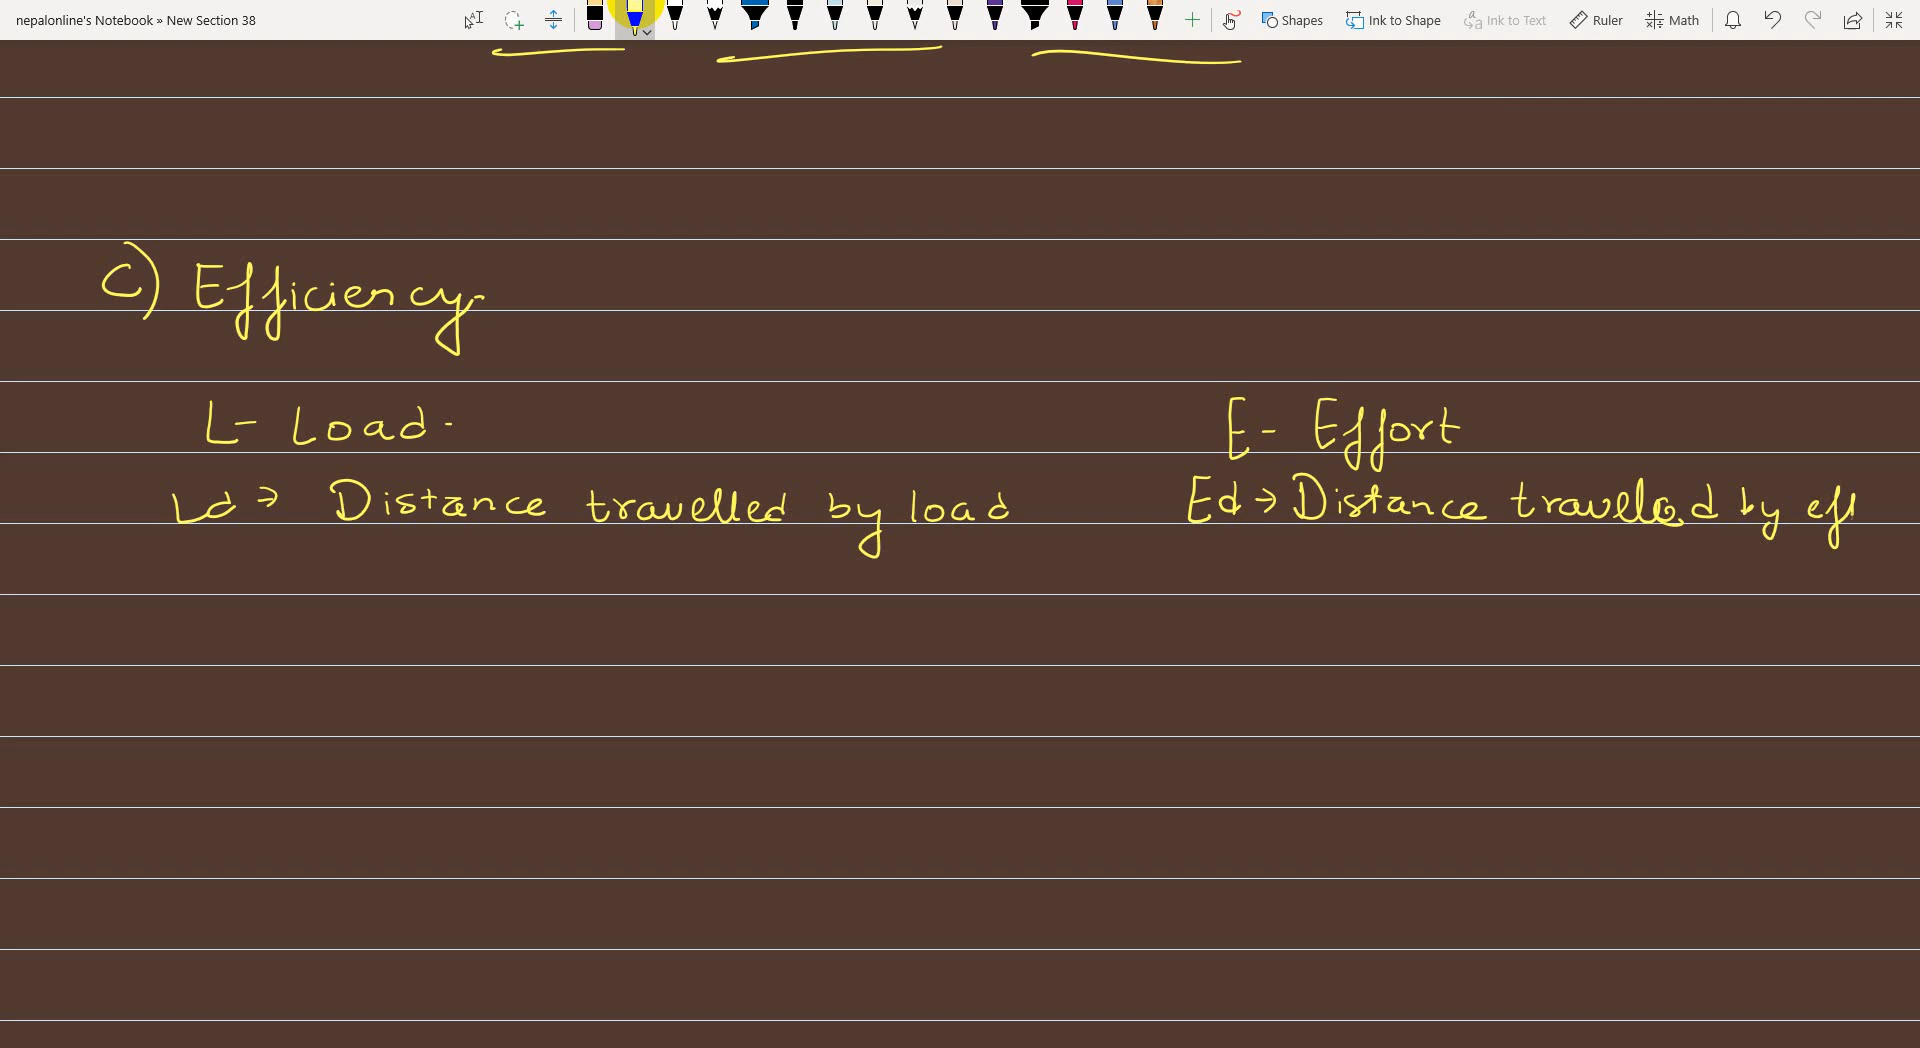 nepalonline's Notebook » New Section 38
Shapes Ink to Shape Ink to Text Ruler Math
C) Efficiency.
L- Load.
E- Effort
Ld → Distance travelled by load
Ed → Distance travelled by eff